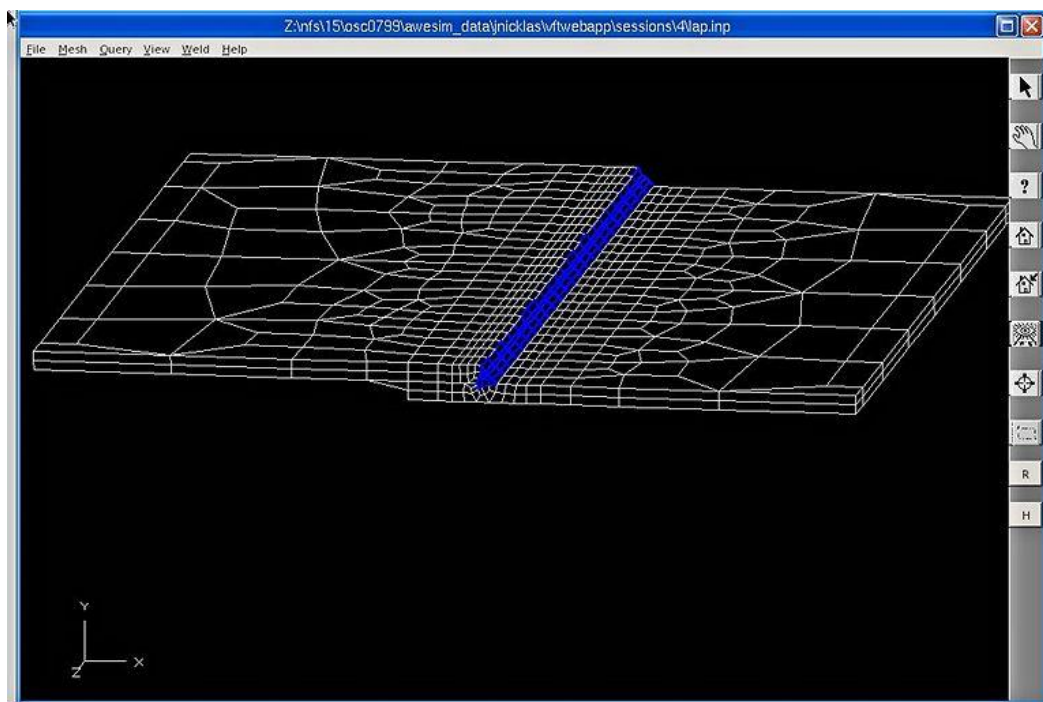 Z:\nfs\15\osc0799\awesim_data\jnicklas\vftwebapp\sessions\4\lap.inp
File Mesh Query View Weld Help
?
R
H
Y
Z X